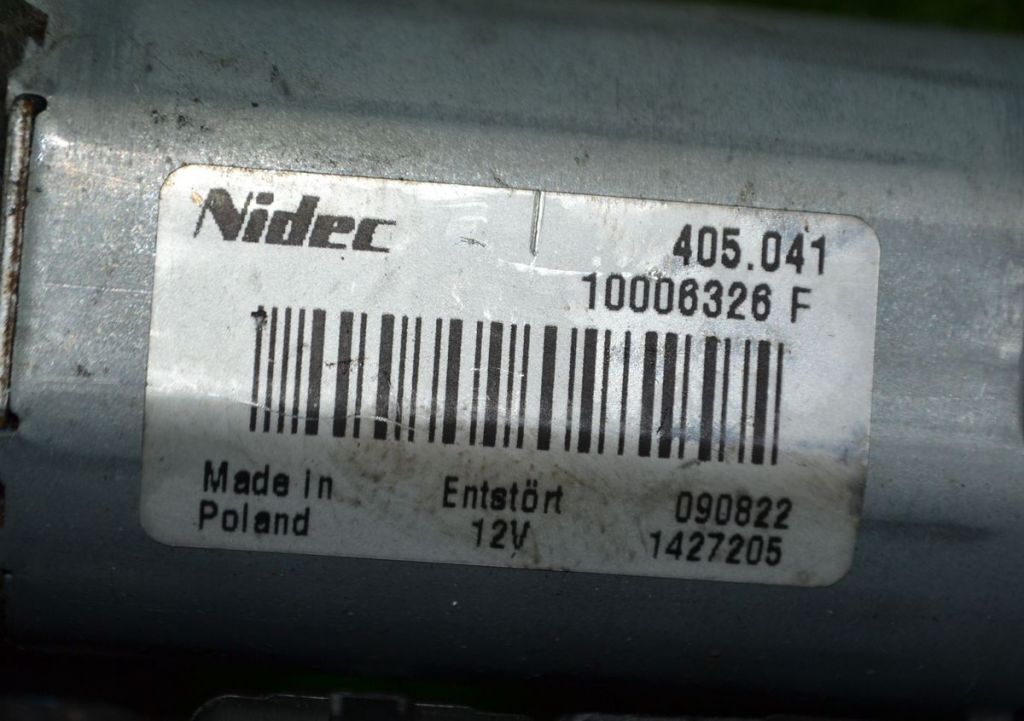 Nidec
405.041
10006326 F
Made in
Poland
Entstört
12V
090822
1427205